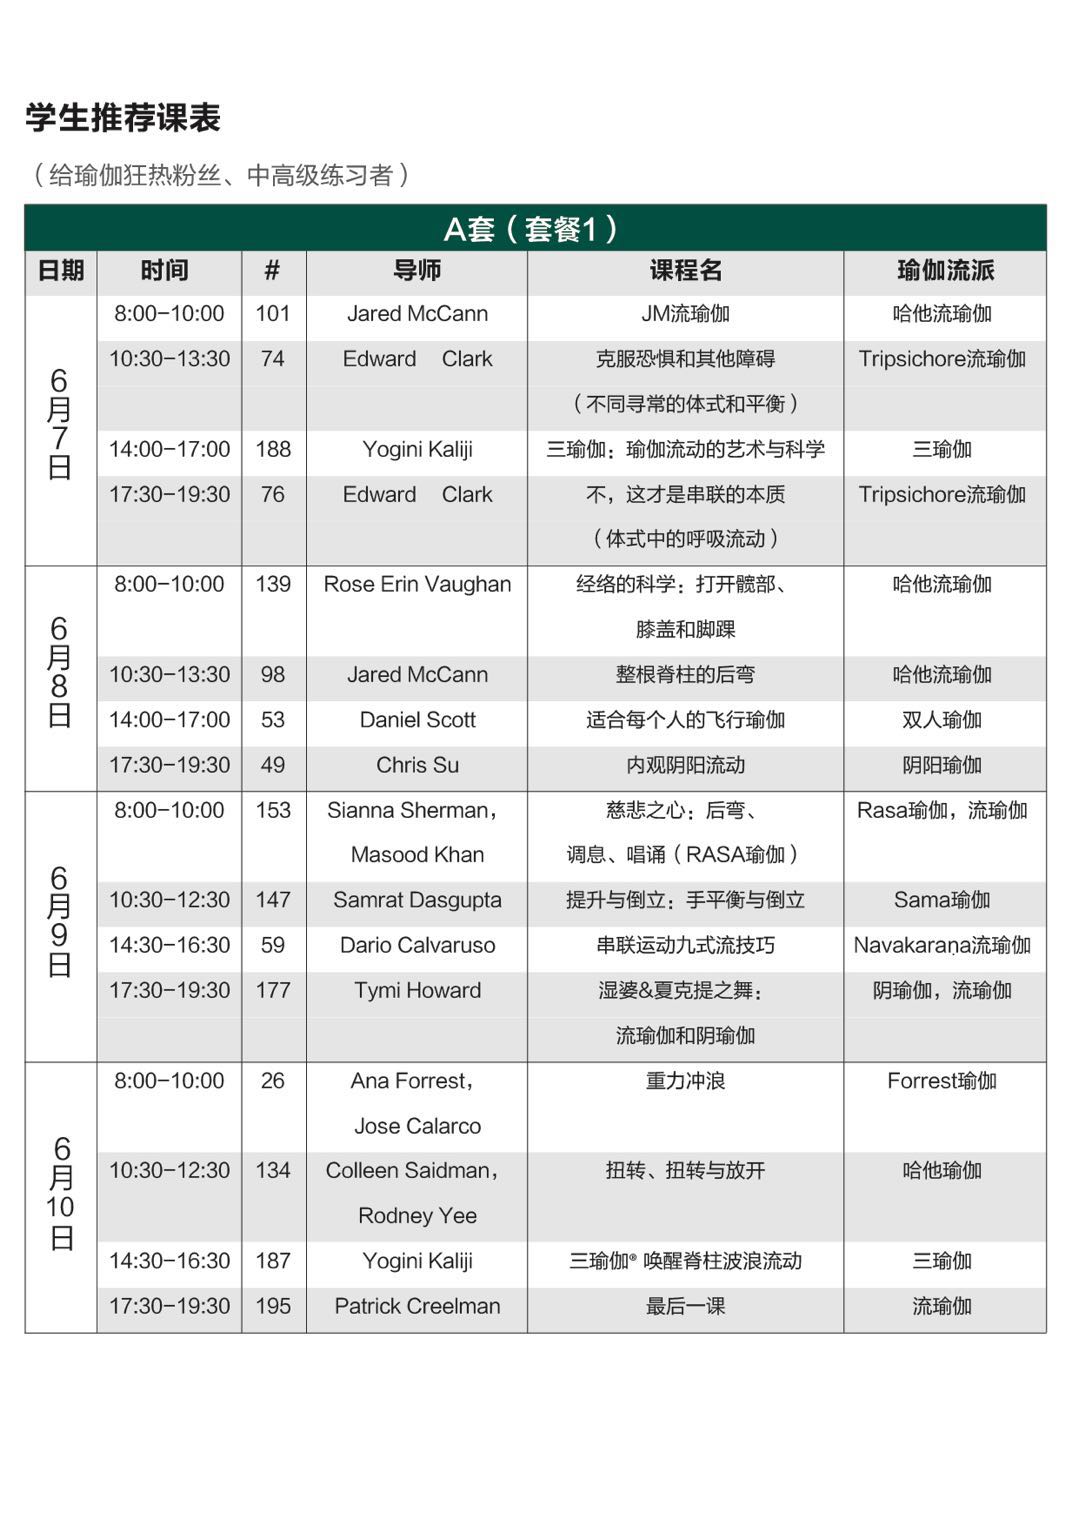 学生推荐课表
（给瑜伽狂热粉丝、中高级练习者）
A套（套餐1）
日期 时间 # 导师 课程名 瑜伽流派
6月7日
8:00-10:00 101 Jared McCann JM流瑜伽 哈他流瑜伽
10:30-13:30 74 Edward Clark 克服恐惧和其他障碍 Tripsichore流瑜伽
（不同寻常的体式和平衡）
14:00-17:00 188 Yogini Kaliji 三瑜伽：瑜伽流动的艺术与科学 三瑜伽
17:30-19:30 76 Edward Clark 不，这才是串联的本质 Tripsichore流瑜伽
（体式中的呼吸流动）
6月8日
8:00-10:00 139 Rose Erin Vaughan 经络的科学：打开髋部、 哈他流瑜伽
膝盖和脚踝
10:30-13:30 98 Jared McCann 整根脊柱的后弯 哈他流瑜伽
14:00-17:00 53 Daniel Scott 适合每个人的飞行瑜伽 双人瑜伽
17:30-19:30 49 Chris Su 内观阴阳流动 阴阳瑜伽
6月9日
8:00-10:00 153 Sianna Sherman， 慈悲之心：后弯、 Rasa瑜伽，流瑜伽
Masood Khan 调息、唱诵（RASA瑜伽）
10:30-12:30 147 Samrat Dasgupta 提升与倒立：手平衡与倒立 Sama瑜伽
14:30-16:30 59 Dario Calvaruso 串联运动九式流技巧 Navakaraṇa流瑜伽
17:30-19:30 177 Tymi Howard 湿婆&夏克提之舞： 阴瑜伽，流瑜伽
流瑜伽和阴瑜伽
6月10日
8:00-10:00 26 Ana Forrest， 重力冲浪 Forrest瑜伽
Jose Calarco
10:30-12:30 134 Colleen Saidman， 扭转、扭转与放开 哈他瑜伽
Rodney Yee
14:30-16:30 187 Yogini Kaliji 三瑜伽® 唤醒脊柱波浪流动 三瑜伽
17:30-19:30 195 Patrick Creelman 最后一课 流瑜伽